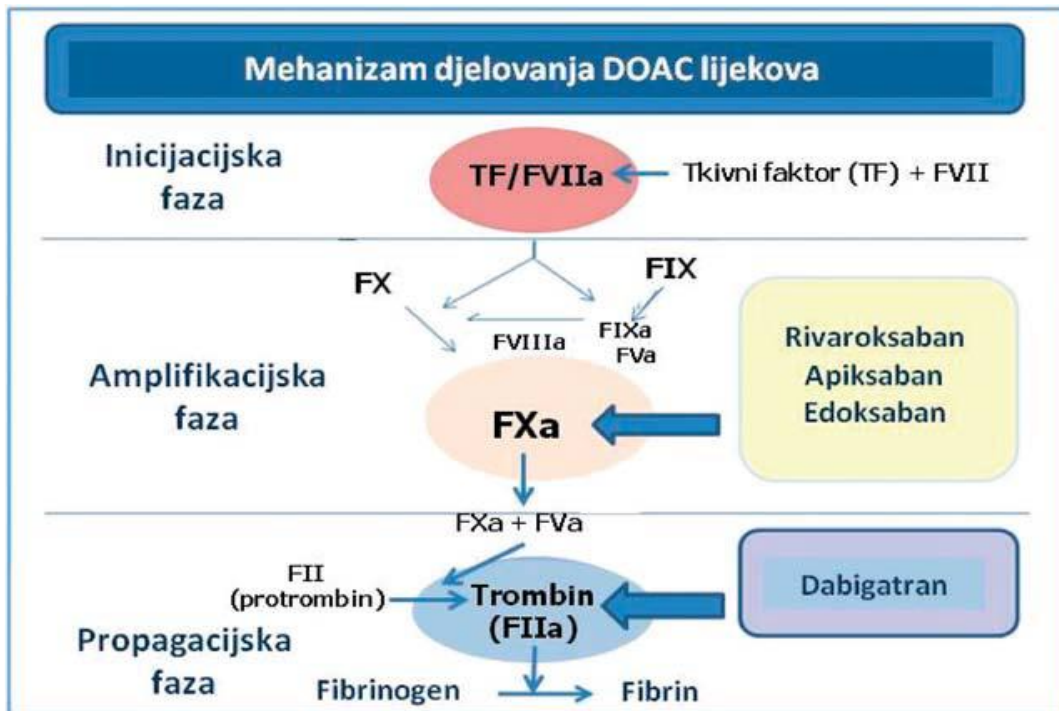 Mehanizam djelovanja DOAC lijekova
Inicijacijska
faza
TF/FVIIa
Tkivni faktor (TF) + FVII
FX
FIX
FVIIIa
FIXa
FVa
Amplifikacijska
faza
FXa
Rivaroksaban
Apiksaban
Edoksaban
FXa + FVa
FII
(protrombin)
Trombin
(FIIa)
Dabigatran
Propagacijska
faza
Fibrinogen
Fibrin